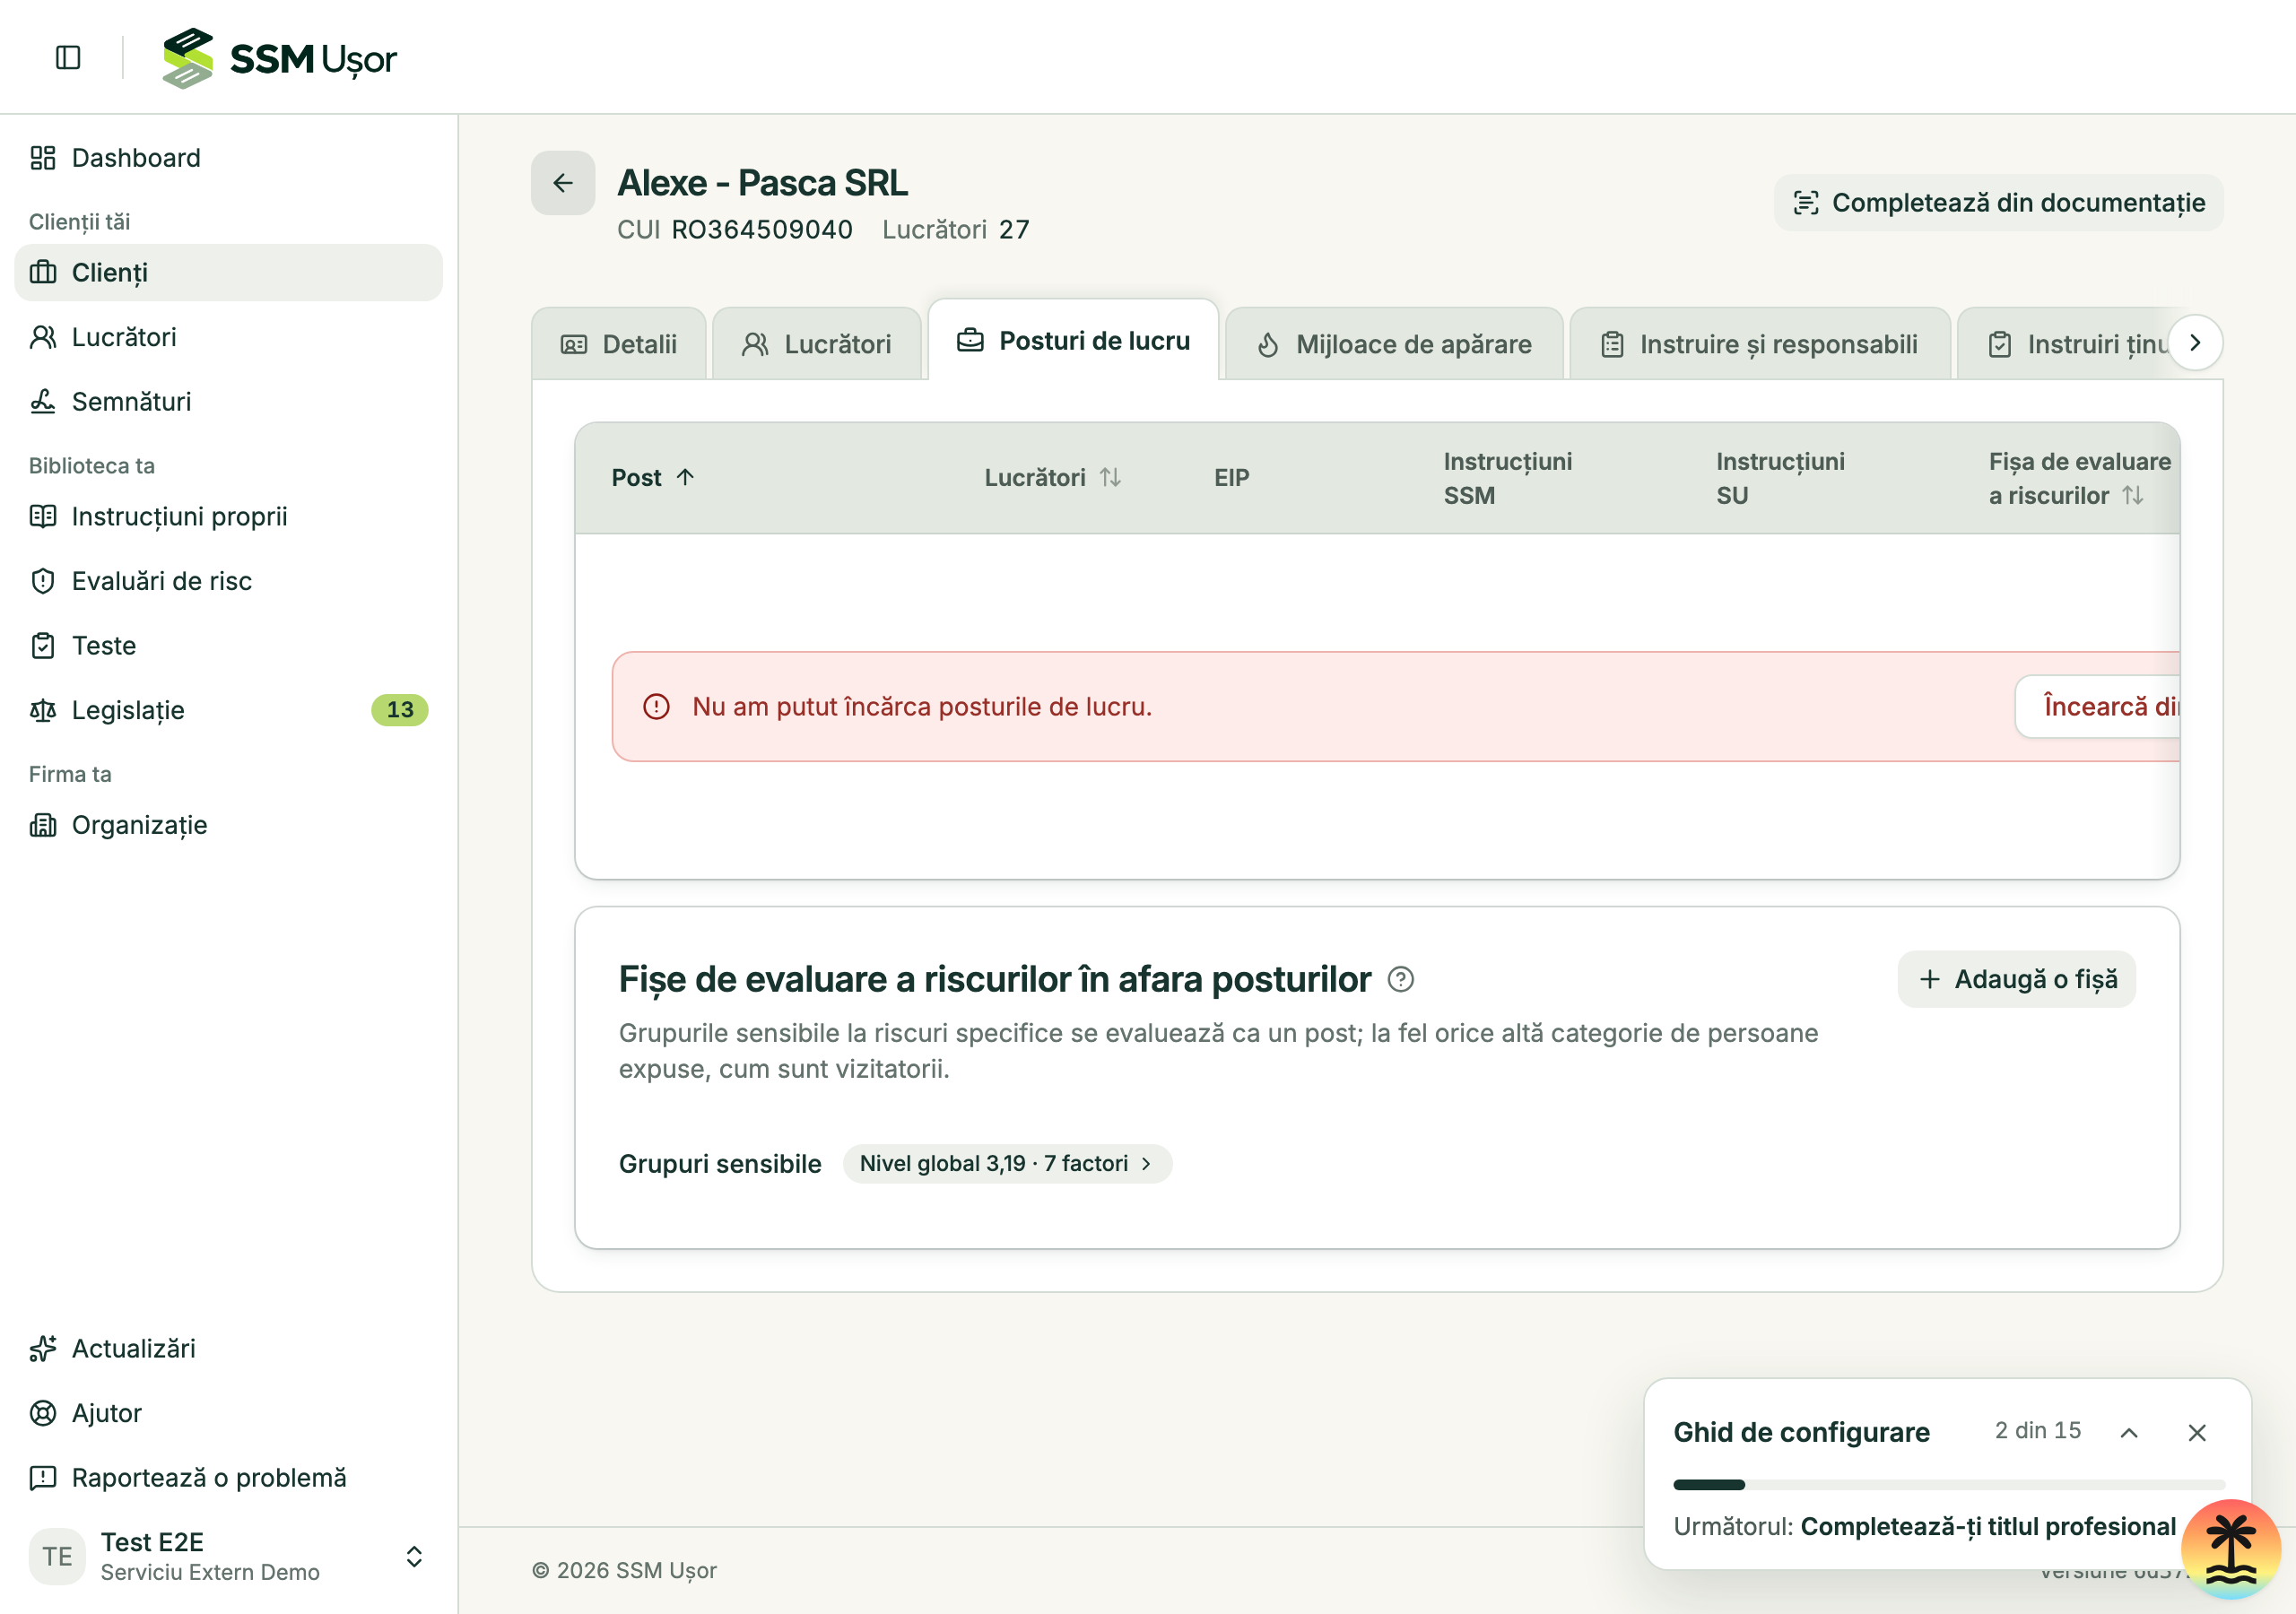 SSM Ușor
Dashboard
Clienții tăi
Clienți
Lucrători
Semnături
Biblioteca ta
Instrucțiuni proprii
Evaluări de risc
Teste
Legislație 13
Firma ta
Organizație
Actualizări
Ajutor
Raportează o problemă
TE
Test E2E
Serviciu Extern Demo
Alexe - Pasca SRL
CUI RO364509040 Lucrători 27
Completează din documentație
Detalii
Lucrători
Posturi de lucru
Mijloace de apărare
Instruire și responsabili
Instruiri
Post
Lucrători
EIP
Instrucțiuni
SSM
Instrucțiuni
SU
Fișa de evaluare
a riscurilor
Nu am putut încărca posturile de lucru.
Încearcă
Fișe de evaluare a riscurilor în afara posturilor
Adaugă o fișă
Grupurile sensibile la riscuri specifice se evaluează ca un post; la fel orice altă categorie de persoane
expuse, cum sunt vizitatorii.
Grupuri sensibile
Nivel global 3,19 · 7 factori
Ghid de configurare
2 din 15
Următorul: Completează-ți titlul profesional
© 2026 SSM Ușor